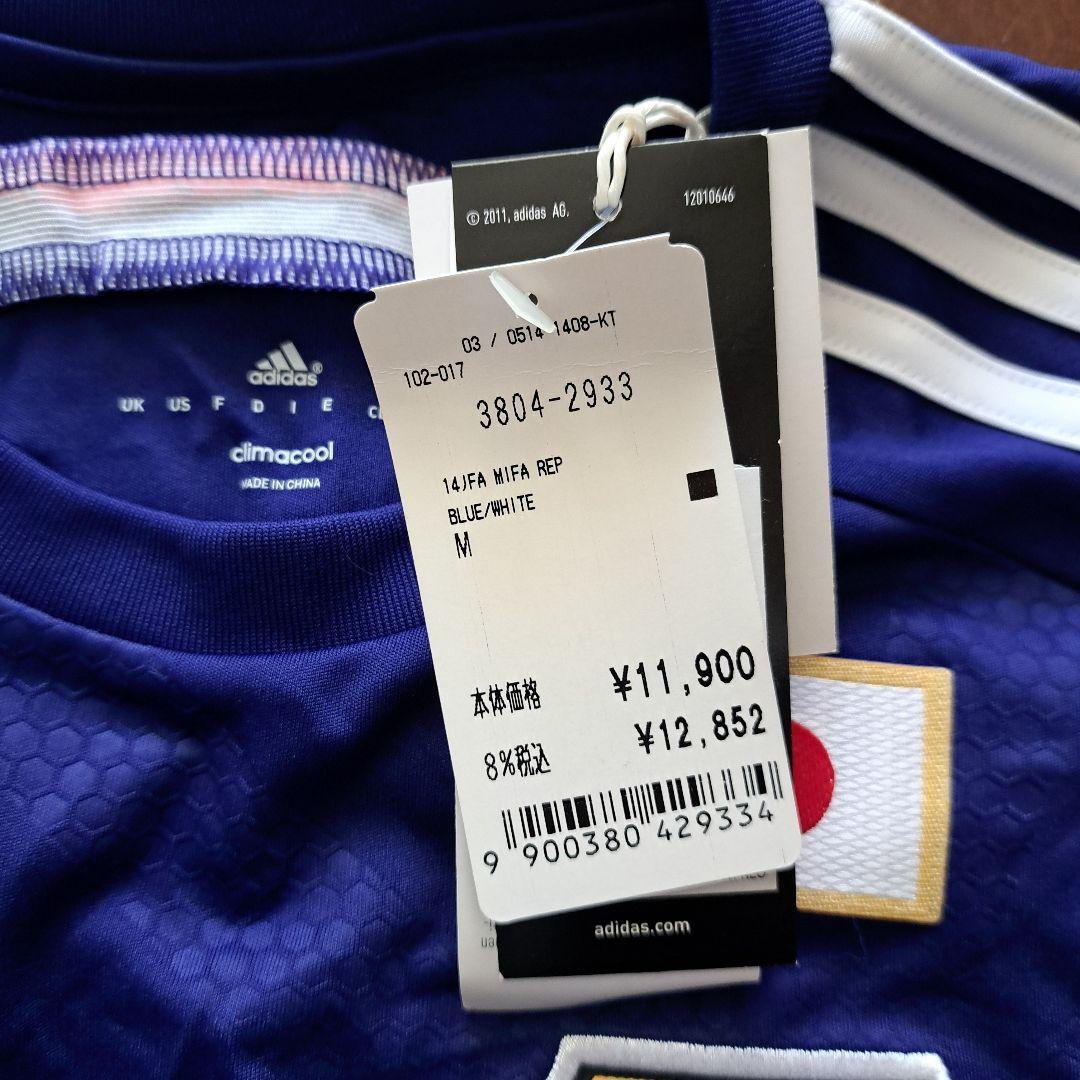 © 2011, adidas AG.
12010646
03 / 0514 1408-KT
102-017
3804-2933
14JFA MIFA REP
BLUE/WHITE
M
本体価格 ¥11,900
8%税込 ¥12,852
9 900380 429334
adidas.com
adidas®
UK US F D I E
climacool
MADE IN CHINA